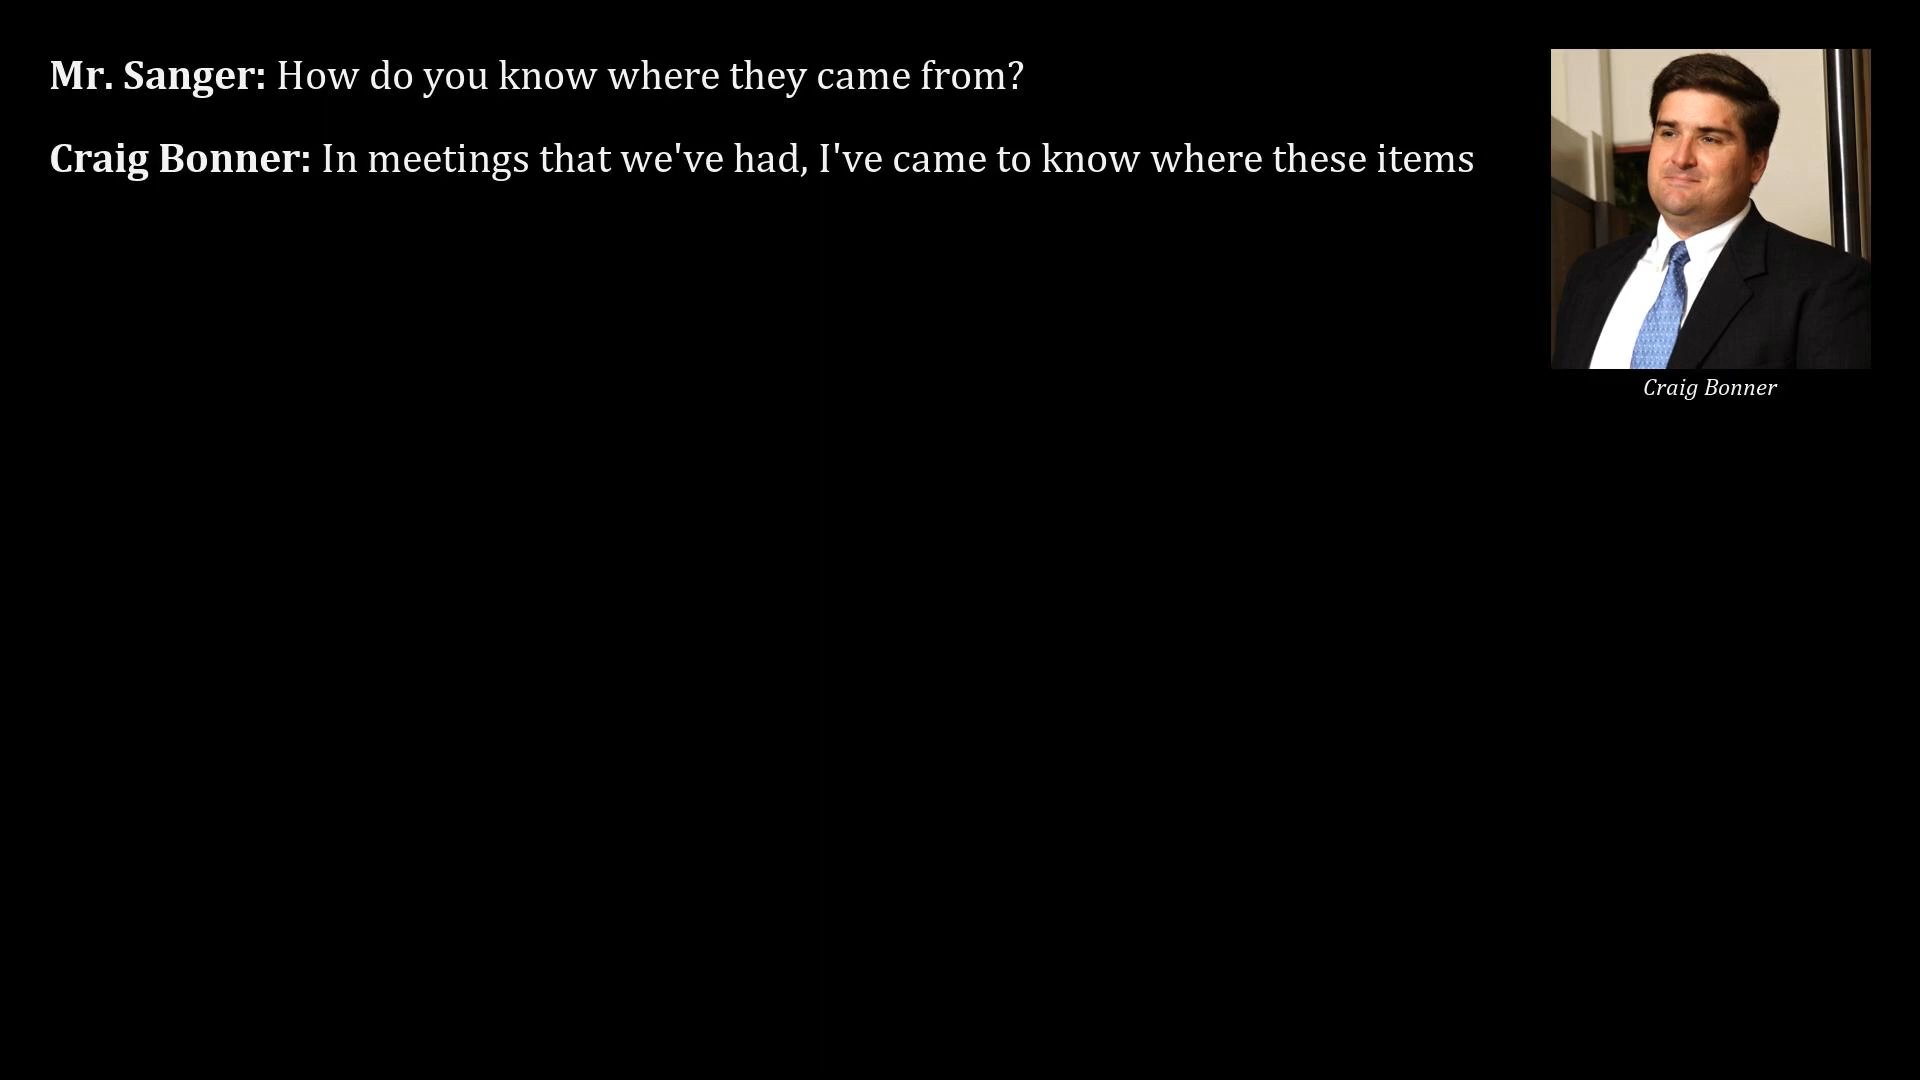 Mr. Sanger: How do you know where they came from?
Craig Bonner: In meetings that we've had, I've came to know where these items
Craig Bonner